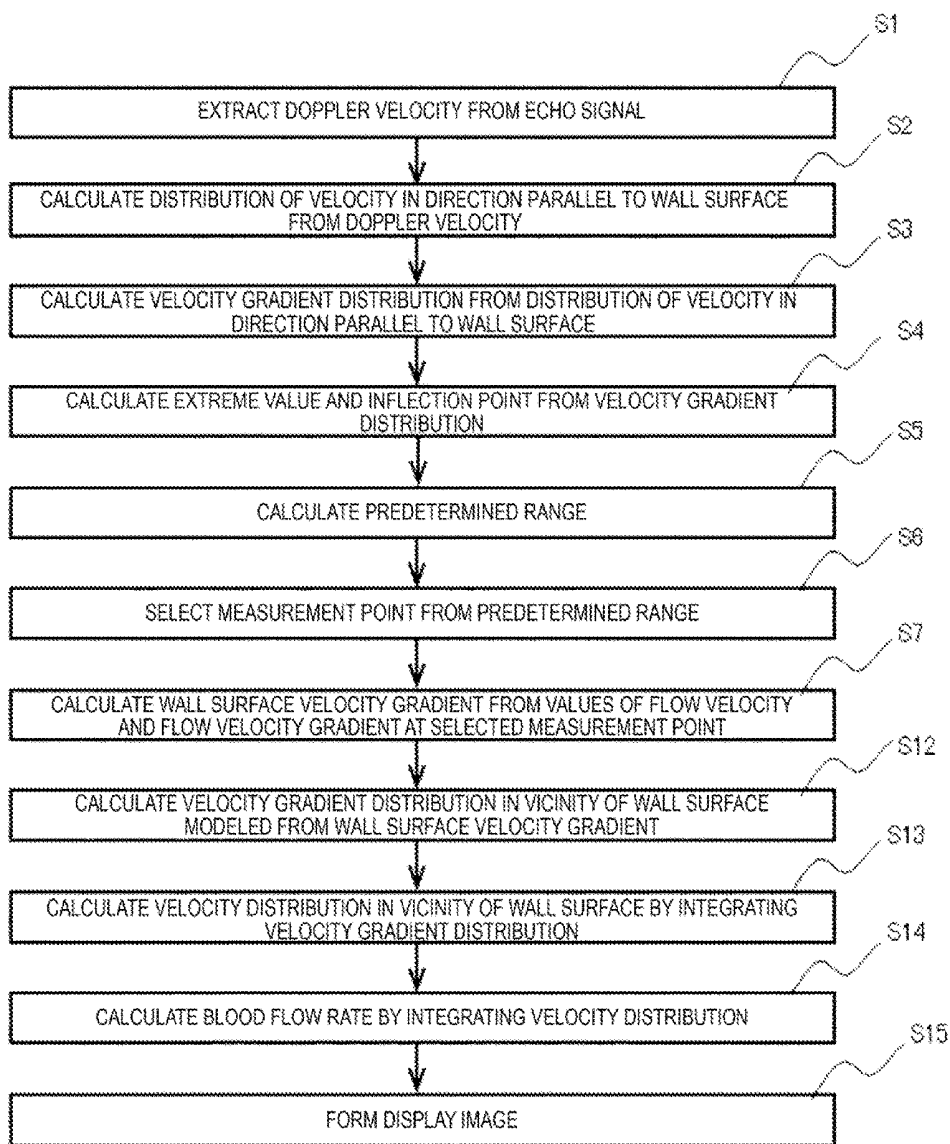 S1
EXTRACT DOPPLER VELOCITY FROM ECHO SIGNAL
S2
CALCULATE DISTRIBUTION OF VELOCITY IN DIRECTION PARALLEL TO WALL SURFACE
FROM DOPPLER VELOCITY
S3
CALCULATE VELOCITY GRADIENT DISTRIBUTION FROM DISTRIBUTION OF VELOCITY IN
DIRECTION PARALLEL TO WALL SURFACE
S4
CALCULATE EXTREME VALUE AND INFLECTION POINT FROM VELOCITY GRADIENT
DISTRIBUTION
S5
CALCULATE PREDETERMINED RANGE
S6
SELECT MEASUREMENT POINT FROM PREDETERMINED RANGE
S7
CALCULATE WALL SURFACE VELOCITY GRADIENT FROM VALUES OF FLOW VELOCITY
AND FLOW VELOCITY GRADIENT AT SELECTED MEASUREMENT POINT
S12
CALCULATE VELOCITY GRADIENT DISTRIBUTION IN VICINITY OF WALL SURFACE
MODELED FROM WALL SURFACE VELOCITY GRADIENT
S13
CALCULATE VELOCITY DISTRIBUTION IN VICINITY OF WALL SURFACE BY INTEGRATING
VELOCITY GRADIENT DISTRIBUTION
S14
CALCULATE BLOOD FLOW RATE BY INTEGRATING VELOCITY DISTRIBUTION
S15
FORM DISPLAY IMAGE